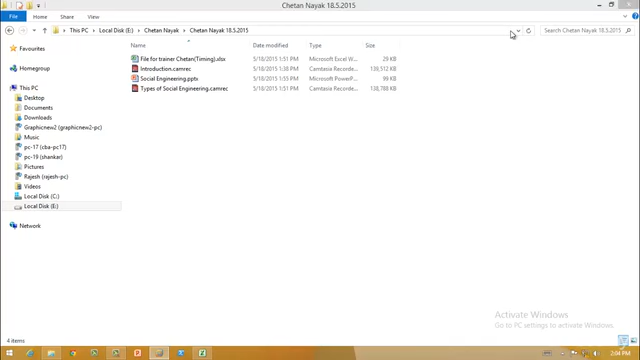 Chetan Nayak 18.5.2015
File Home Share View
This PC Local Disk (E:) Chetan Nayak Chetan Nayak 18.5.2015 Search Chetan Nayak 18.5.2015
Name Date modified Type Size
Favourites
Homegroup
This PC
Desktop
Documents
Downloads
Graphicnew2 (graphicnew2-pc)
Music
pc-17 (cba-pc17)
pc-19 (shankar)
Pictures
Rajesh (rajesh-pc)
Videos
Local Disk (C:)
Local Disk (E:)
Network
File for trainer Chetan(Timing).xlsx 5/18/2015 1:51 PM Microsoft Excel W... 29 KB
Introduction.camrec 5/18/2015 1:38 PM Camtasia Recorde... 139,512 KB
Social Engineering.pptx 5/18/2015 1:55 PM Microsoft PowerP... 99 KB
Types of Social Engineering.camrec 5/18/2015 1:51 PM Camtasia Recorde... 138,788 KB
Activate Windows
Go to PC settings to activate Windows.
4 items
2:04 PM